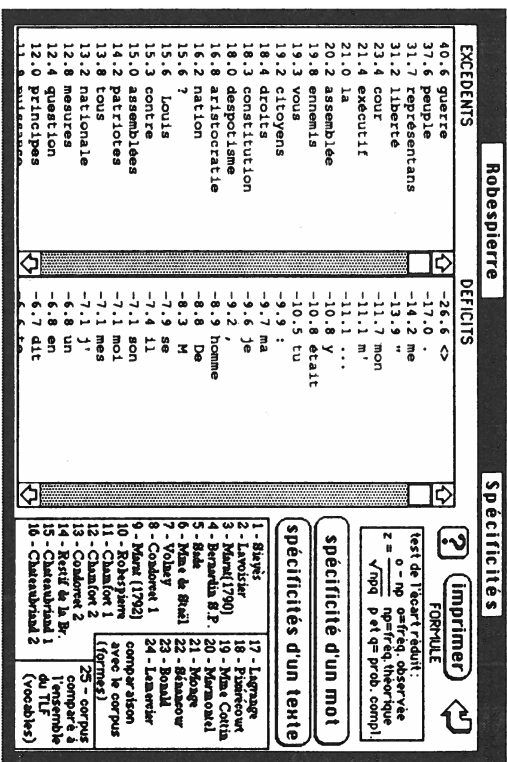 Robespierre
Spécificités
EXCEDENTS
40.6 guerre
37.6 peuple
31.7 représentans
31.2 liberté
23.4 cour
21.4 exécutif
21.0 la
20.2 assemblée
19.8 ennemis
19.3 vous
19.2 citoyens
18.4 droits
18.3 constitution
18.0 despotisme
16.8 aristocratie
16.2 nation
15.6 ?
15.6 Louis
15.3 contre
15.0 assemblées
14.2 patriotes
13.8 tous
13.2 nationale
12.8 mesures
12.4 question
12.0 principes
DEFICITS
-26.6 <>
-17.0 .
-14.2 me
-13.9 "
-11.7 mon
-11.1 m'
-11.1 ...
-10.8 y
-10.8 était
-10.5 tu
-9.9 :
-9.7 ma
-9.6 je
-9.2 ,
-8.9 homme
-8.8 De
-8.3 M
-7.9 se
-7.4 il
-7.1 son
-7.1 moi
-7.1 mes
-7.1 j'
-6.8 un
-6.8 en
-6.7 dit
? imprimer
FORMULE
test de l'écart réduit :
o - np o=fréq. observée
z = np=fréq.théorique
√npq p et q= prob. compl.
spécificité d'un mot
spécificités d'un texte
1 - Sieyès
2 - Lavoisier
3 - Marat(1790)
4 - Bernardin S.P.
5 - Sade
6 - Mme de Staël
7 - Volney
8 - Condorcet 1
9 - Marat (1792)
10 - Robespierre
11 - Chamfort 1
12 - Chamfort 2
13 - Condorcet 2
14 - Restif de la Br.
15 - Chateaubriand 1
16 - Chateaubriand 2
17 - Lagrange
18 - Pixérécourt
19 - Mme Cottin
20 - Marmontel
21 - Monge
22 - Sénancour
23 - Bonald
24 - Lemercier
comparaison
avec le corpus
(formes)
25 - corpus
comparé à
l'ensemble
du TLF
(vocables)